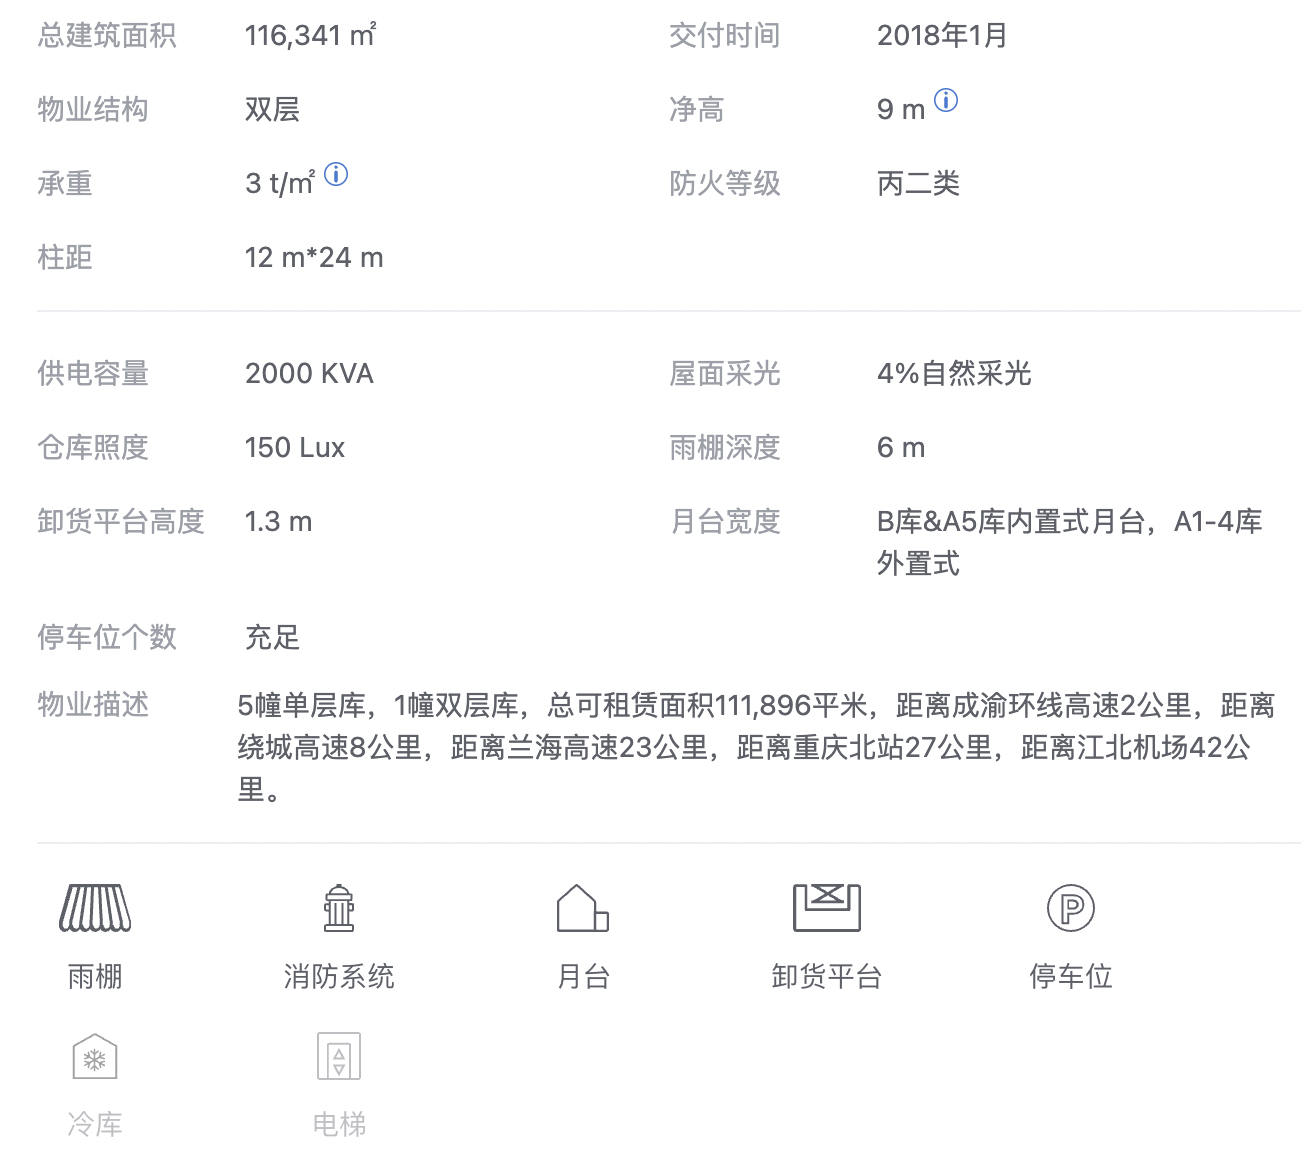 总建筑面积 116,341 ㎡ 交付时间 2018年1月
物业结构 双层 净高 9 m
承重 3 t/㎡ 防火等级 丙二类
柱距 12 m*24 m
供电容量 2000 KVA 屋面采光 4%自然采光
仓库照度 150 Lux 雨棚深度 6 m
卸货平台高度 1.3 m 月台宽度 B库&A5库内置式月台，A1-4库
外置式
停车位个数 充足
物业描述 5幢单层库，1幢双层库，总可租赁面积111,896平米，距离成渝环线高速2公里，距离
绕城高速8公里，距离兰海高速23公里，距离重庆北站27公里，距离江北机场42公
里。
雨棚 消防系统 月台 卸货平台 停车位
冷库 电梯